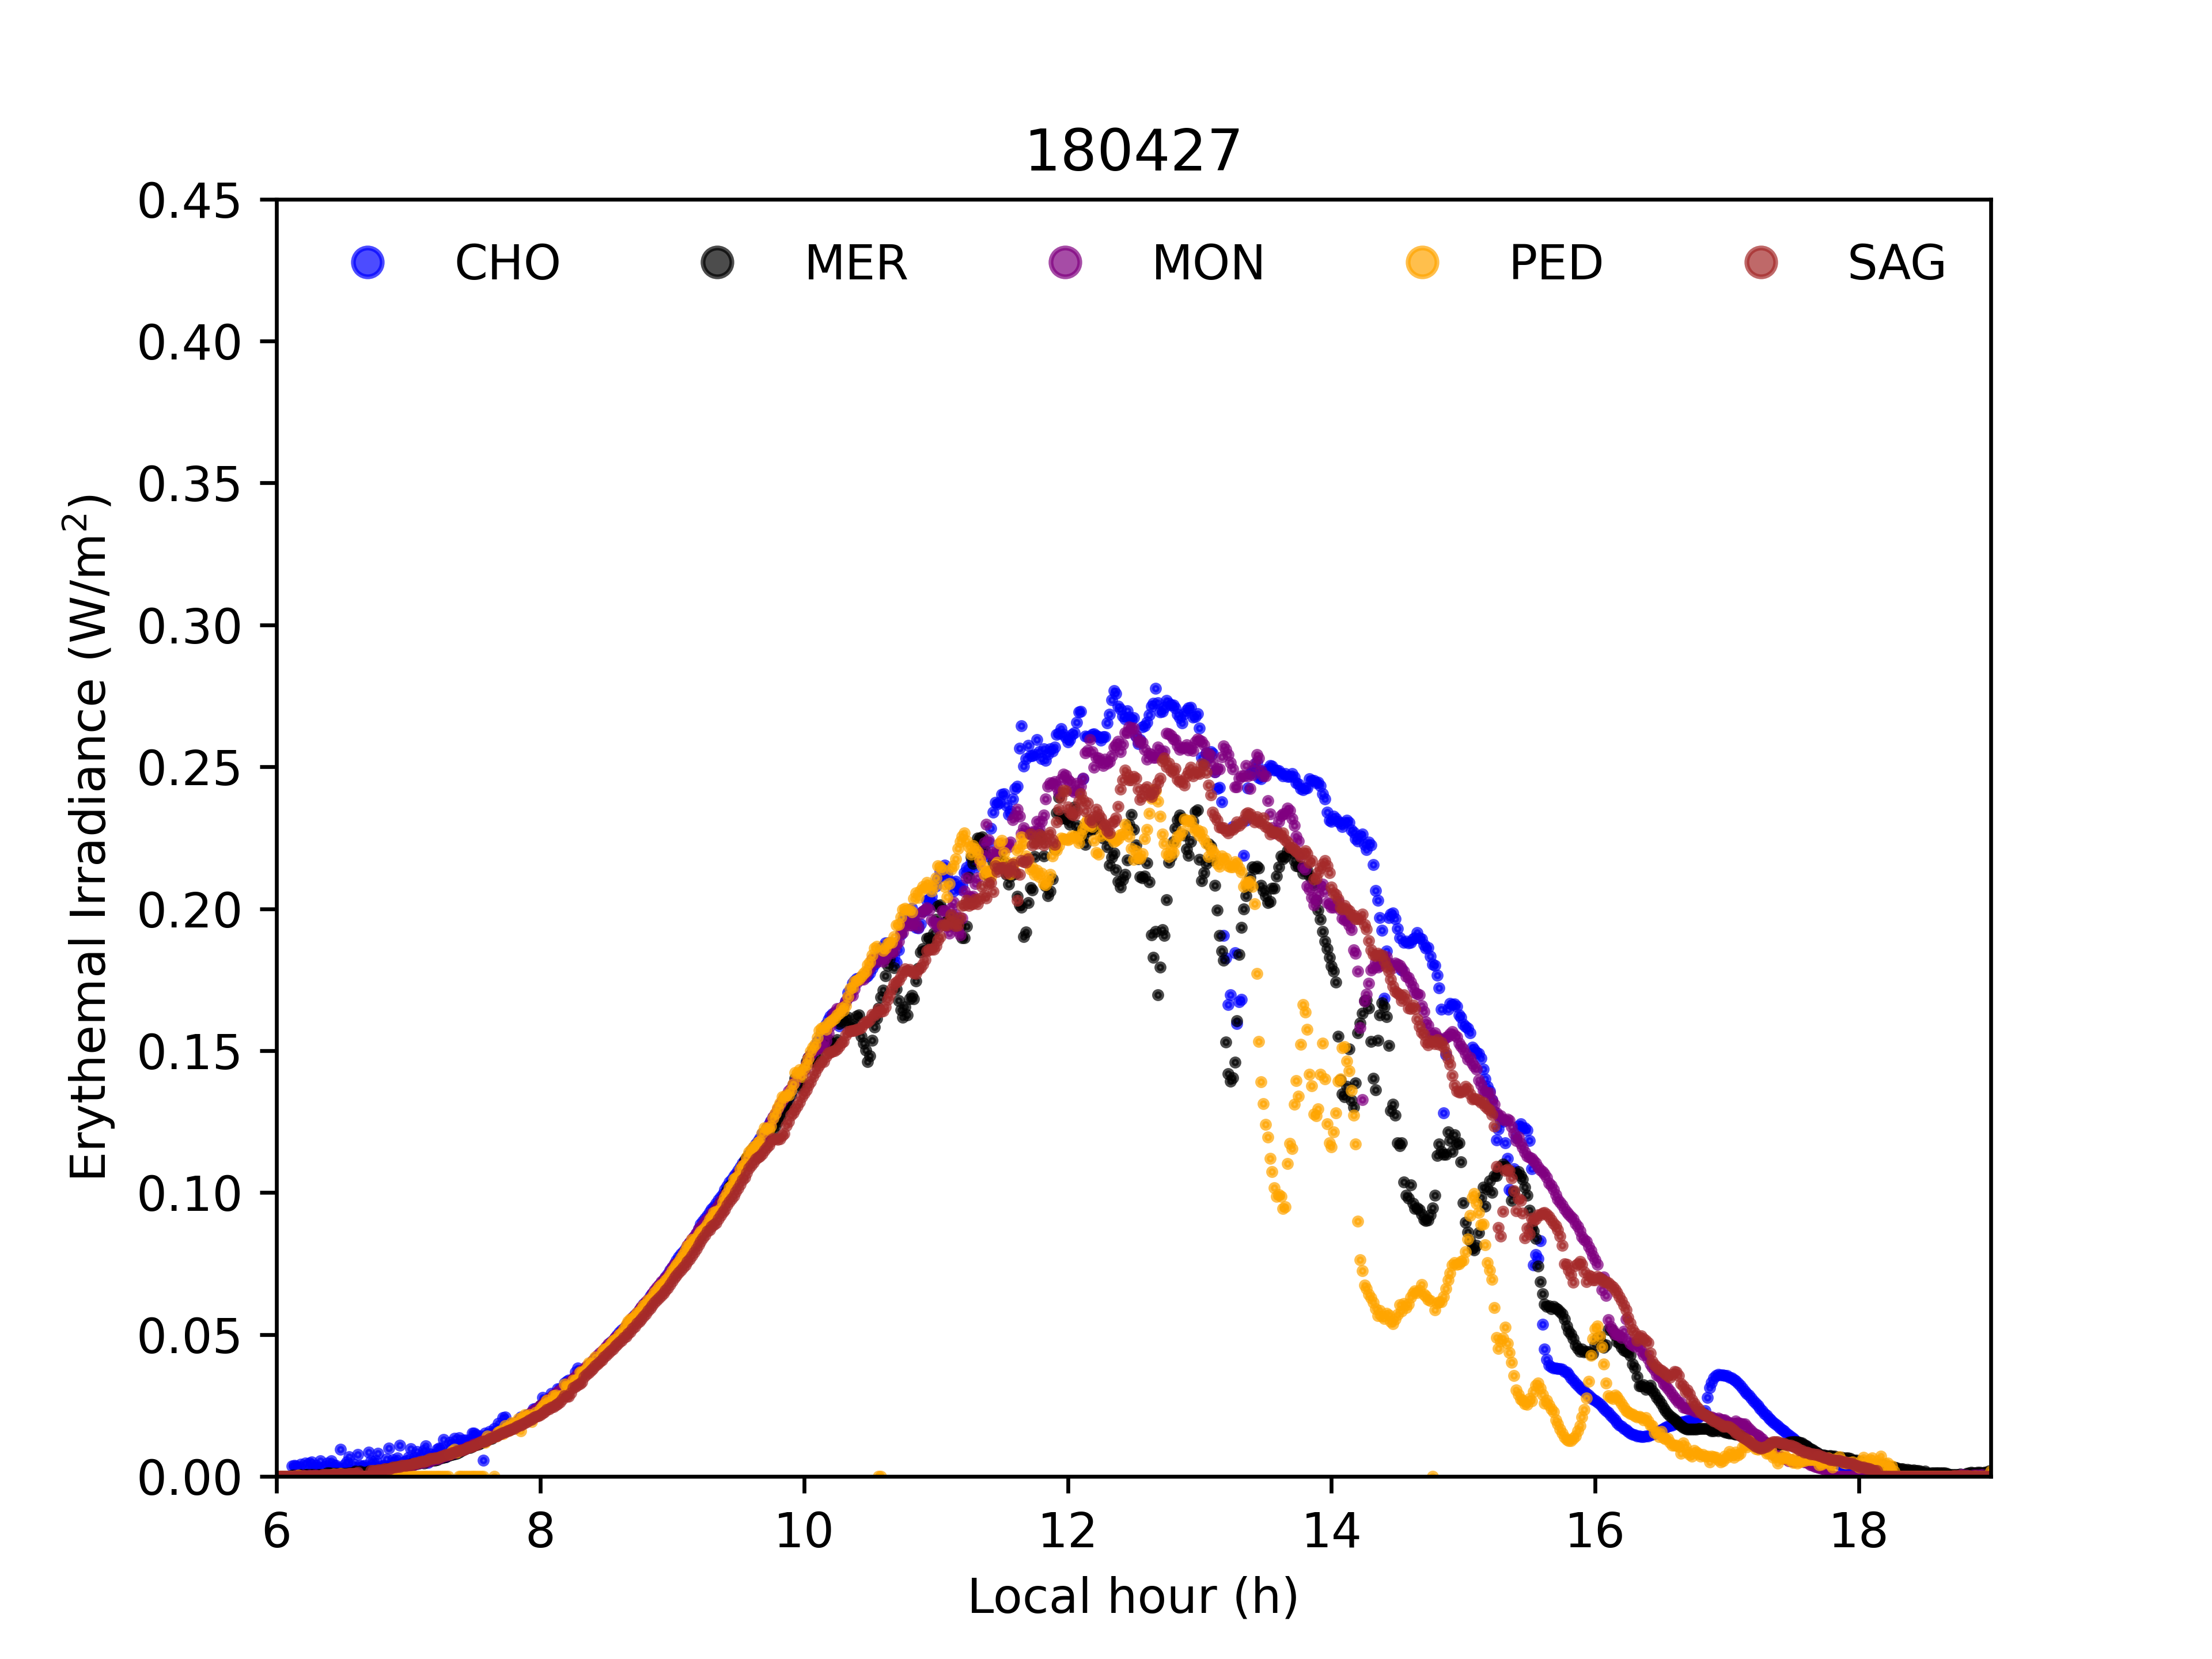 180427
CHO MER MON PED SAG
0.45
0.40
0.35
0.30
0.25
0.20
0.15
0.10
0.05
0.00
Erythemal Irradiance (W/m²)
6 8 10 12 14 16 18
Local hour (h)